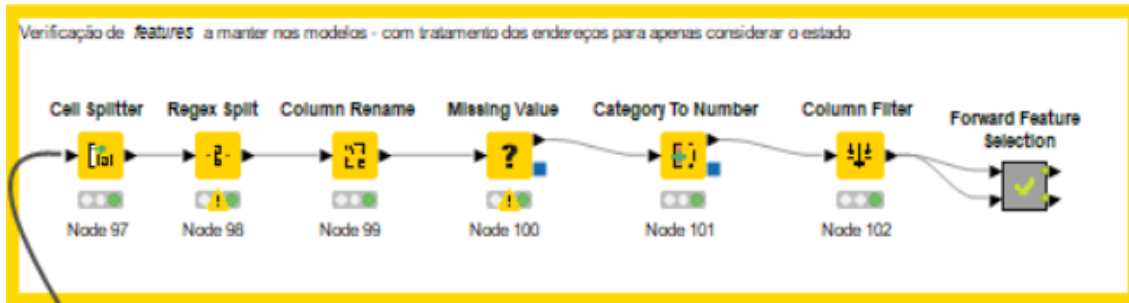 Verificação de features a manter nos modelos - com tratamento dos endereços para apenas considerar o estado
Cell Splitter Regex Split Column Rename Missing Value Category To Number Column Filter Forward Feature
Selection
Node 97 Node 98 Node 99 Node 100 Node 101 Node 102